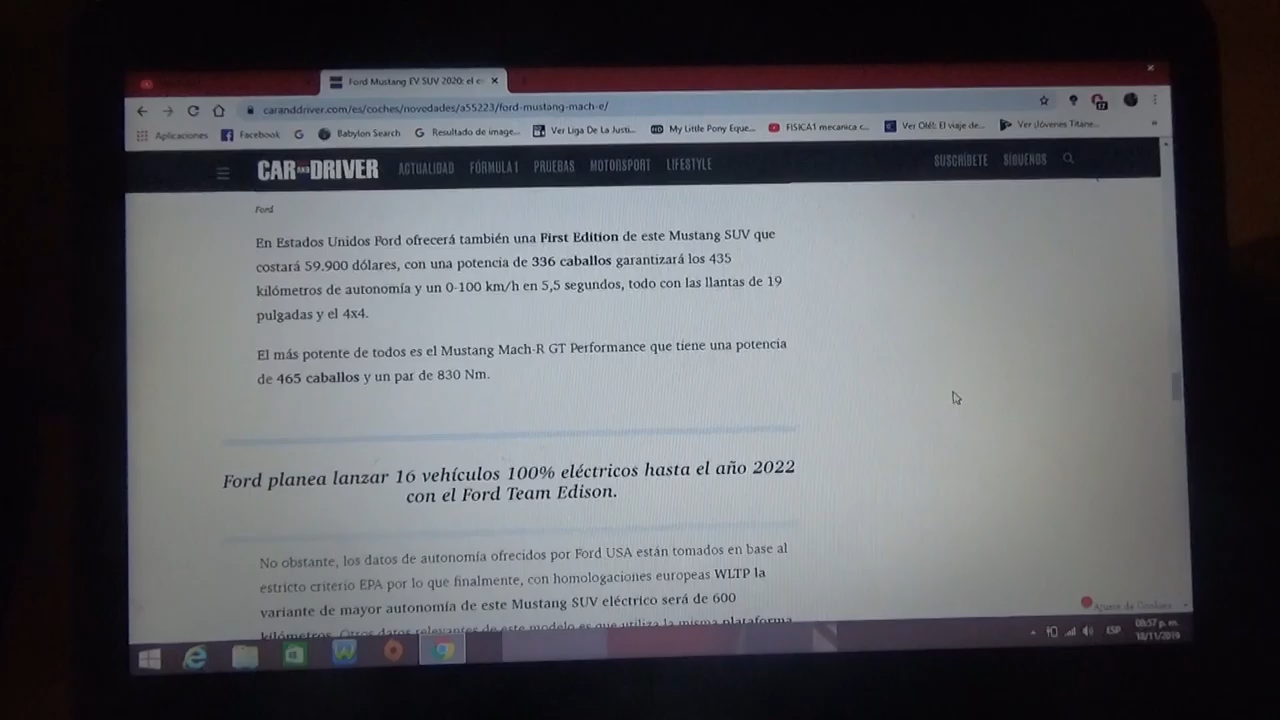 Ford Mustang EV SUV 2020: el e
caranddriver.com/es/coches/novedades/a55223/ford-mustang-mach-e/
Aplicaciones Facebook Babylon Search Resultado de image... Ver Liga De La Justi... My Little Pony Eque... FISICA1 mecanica c... Ver Olé!: El viaje de... Ver Jóvenes Titane...
CAR AND DRIVER ACTUALIDAD FÓRMULA 1 PRUEBAS MOTORSPORT LIFESTYLE SUSCRÍBETE SÍGUENOS
Ford
En Estados Unidos Ford ofrecerá también una First Edition de este Mustang SUV que
costará 59.900 dólares, con una potencia de 336 caballos garantizará los 435
kilómetros de autonomía y un 0-100 km/h en 5,5 segundos, todo con las llantas de 19
pulgadas y el 4x4.
El más potente de todos es el Mustang Mach-R GT Performance que tiene una potencia
de 465 caballos y un par de 830 Nm.
Ford planea lanzar 16 vehículos 100% eléctricos hasta el año 2022
con el Ford Team Edison.
No obstante, los datos de autonomía ofrecidos por Ford USA están tomados en base al
estricto criterio EPA por lo que finalmente, con homologaciones europeas WLTP la
variante de mayor autonomía de este Mustang SUV eléctrico será de 600
kilómetros. Otros datos relevantes de este modelo es que utiliza la misma plataforma
Ajuste de Cookies
ESP
08:57 p. m.
18/11/2019